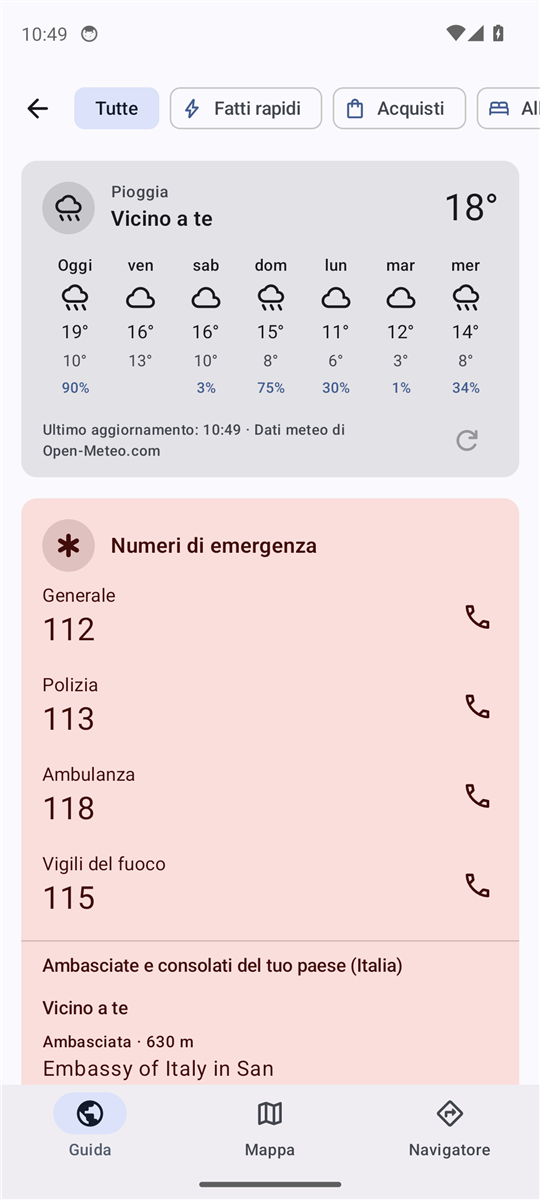 10:49
Tutte
Fatti rapidi
Acquisti
All
Pioggia
Vicino a te
18°
Oggi ven sab dom lun mar mer
19° 16° 16° 15° 11° 12° 14°
10° 13° 10° 8° 6° 3° 8°
90% 3% 75% 30% 1% 34%
Ultimo aggiornamento: 10:49 · Dati meteo di
Open-Meteo.com
Numeri di emergenza
Generale
112
Polizia
113
Ambulanza
118
Vigili del fuoco
115
Ambasciate e consolati del tuo paese (Italia)
Vicino a te
Ambasciata · 630 m
Embassy of Italy in San
Guida
Mappa
Navigatore